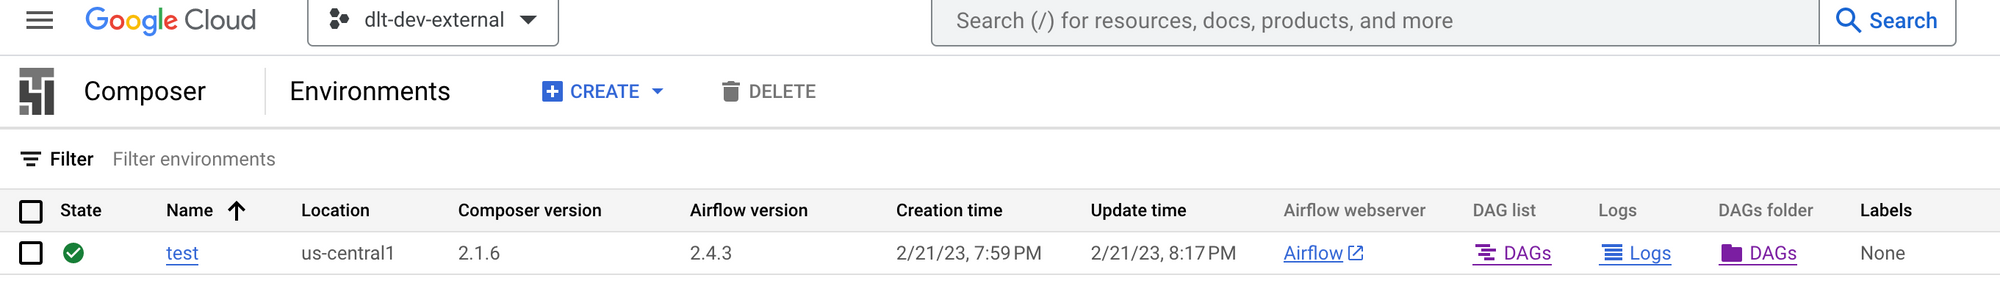 Google Cloud dlt-dev-external Search (/) for resources, docs, products, and more Search
Composer Environments CREATE DELETE
Filter Filter environments
State Name Location Composer version Airflow version Creation time Update time Airflow webserver DAG list Logs DAGs folder Labels
test us-central1 2.1.6 2.4.3 2/21/23, 7:59 PM 2/21/23, 8:17 PM Airflow DAGs Logs DAGs None